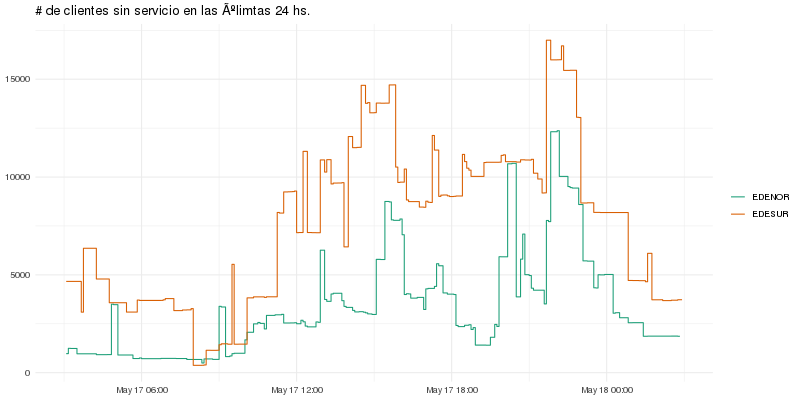 # de clientes sin servicio en las Ãºlimtas 24 hs.
15000
10000
5000
0
May 17 06:00
May 17 12:00
May 17 18:00
May 18 00:00
EDENOR
EDESUR